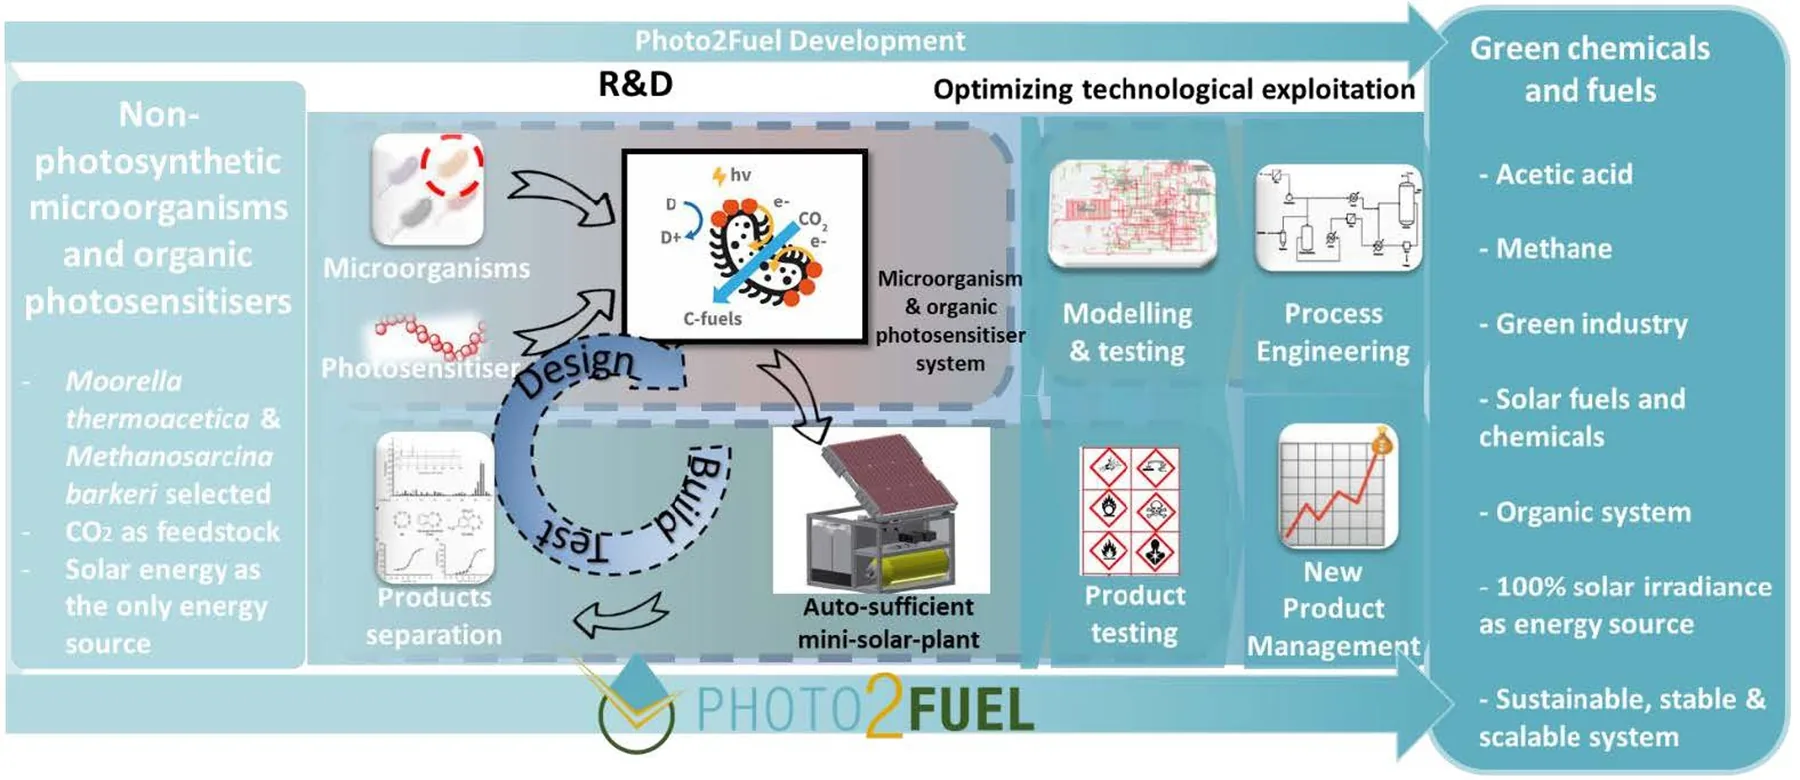 Photo2Fuel Development
R&D
Optimizing technological exploitation
Non-
photosynthetic
microorganisms
and organic
photosensitisers
- Moorella
thermoacetica &
Methanosarcina
barkeri selected
- CO2 as feedstock
- Solar energy as
the only energy
source
Microorganisms
Photosensitiser
hv
D
D+
e-
CO2
e-
C-fuels
Microorganism
& organic
photosensitiser
system
Design
Build
Test
Products
separation
Auto-sufficient
mini-solar-plant
Modelling
& testing
Process
Engineering
Product
testing
New
Product
Management
Green chemicals
and fuels
- Acetic acid
- Methane
- Green industry
- Solar fuels and
chemicals
- Organic system
- 100% solar irradiance
as energy source
- Sustainable, stable &
scalable system
PHOTO2FUEL